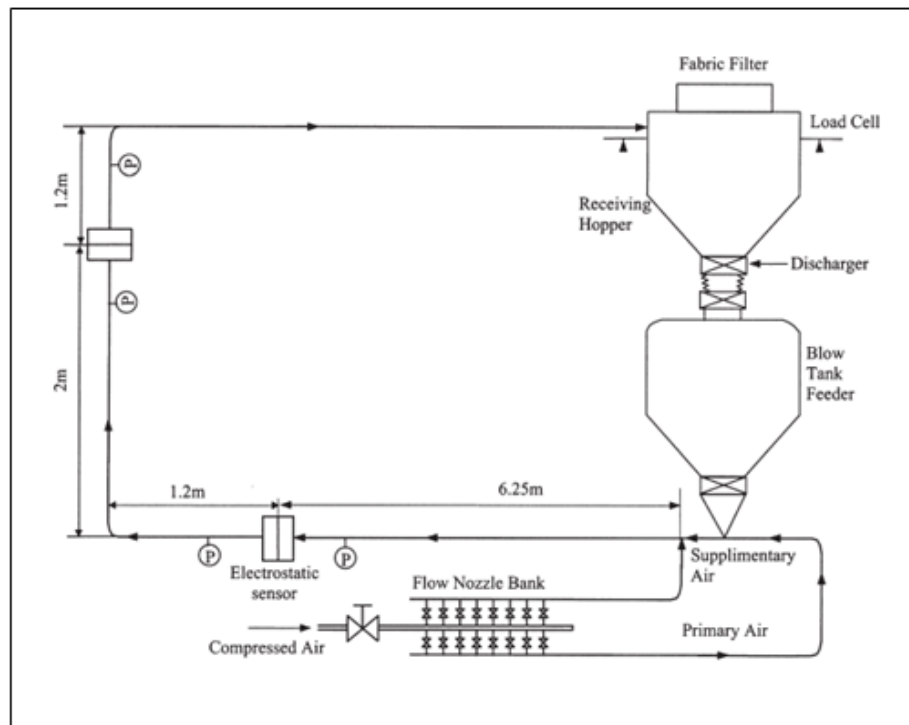 Fabric Filter
Load Cell
1.2m
P
Receiving
Hopper
Discharger
P
Blow
Tank
Feeder
2m
1.2m
6.25m
P
P
Electrostatic
sensor
Supplimentary
Air
Flow Nozzle Bank
Primary Air
Compressed Air